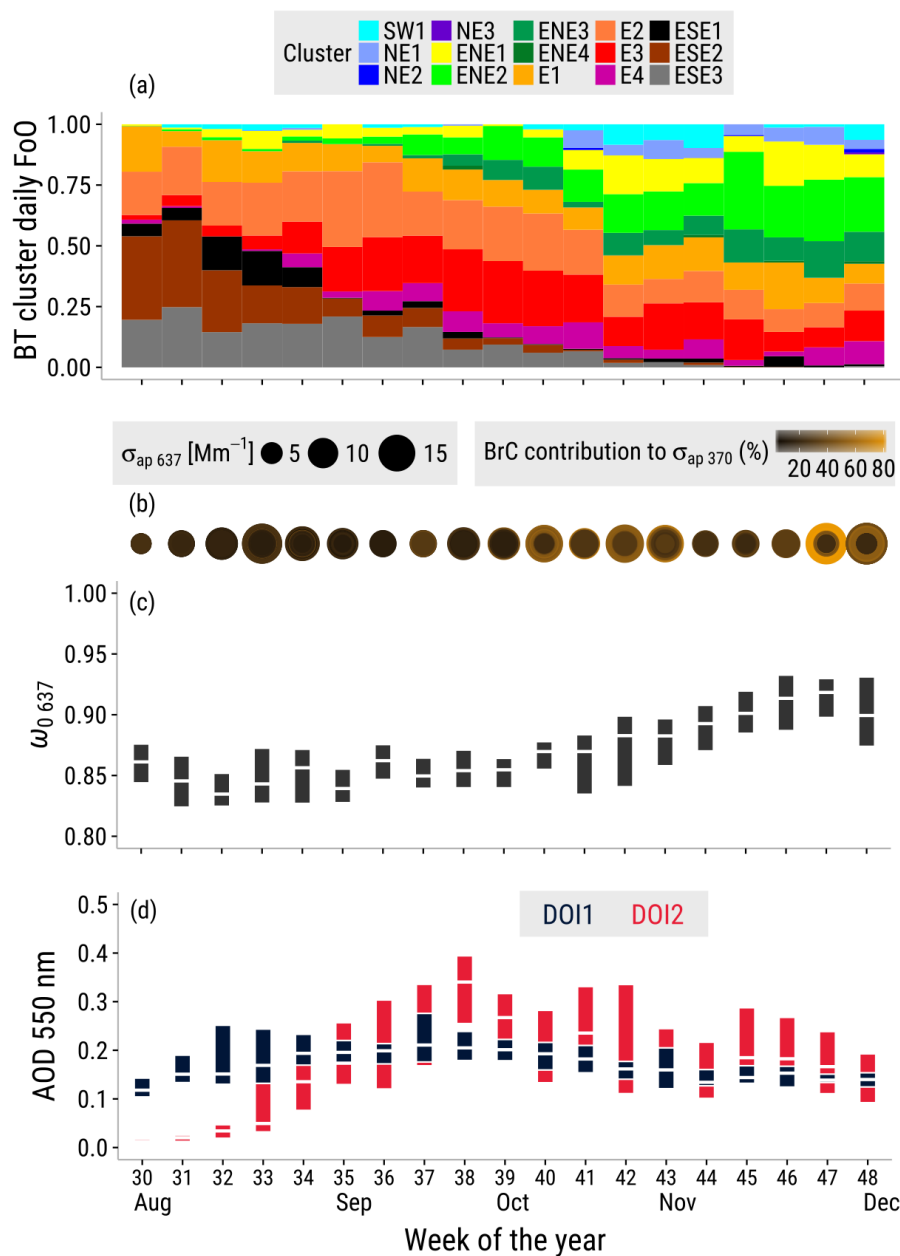 SW1 NE3 ENE3 E2 ESE1
Cluster NE1 ENE1 ENE4 E3 ESE2
NE2 ENE2 E1 E4 ESE3
(a)
BT cluster daily FoO
1.00
0.75
0.50
0.25
0.00
σap 637 [Mm−1] 5 10 15
BrC contribution to σap 370 (%) 20 40 60 80
(b)
(c)
ω0 637
1.00
0.95
0.90
0.85
0.80
(d)
DOI1 DOI2
AOD 550 nm
0.5
0.4
0.3
0.2
0.1
0.0
30 31 32 33 34 35 36 37 38 39 40 41 42 43 44 45 46 47 48
Aug Sep Oct Nov Dec
Week of the year